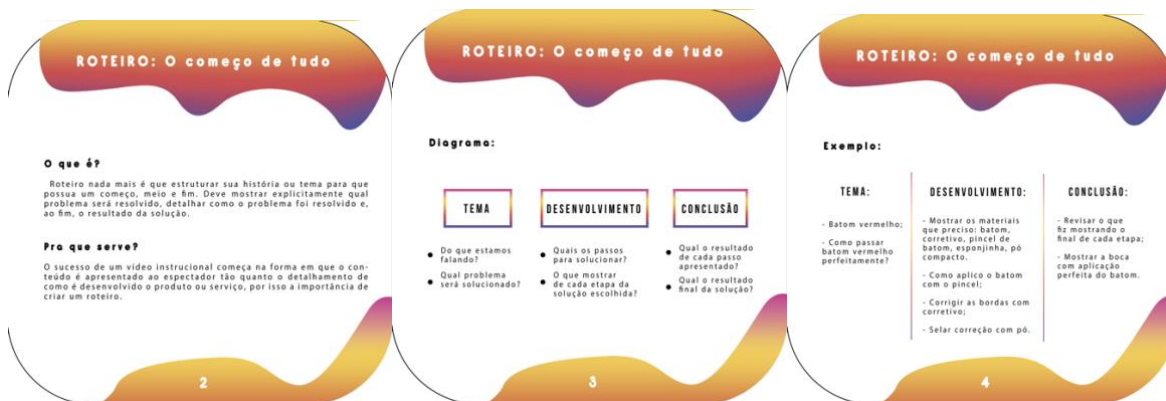 ROTEIRO: O começo de tudo
O que é?
Roteiro nada mais é que estruturar sua história ou tema para que
possua um começo, meio e fim. Deve mostrar explicitamente qual
problema será resolvido, detalhar como o problema foi resolvido e,
ao fim, o resultado da solução.
Pra que serve?
O sucesso de um vídeo instrucional começa na forma em que o con-
teúdo é apresentado ao espectador tão quanto o detalhamento de
como é desenvolvido o produto ou serviço, por isso a importância de
criar um roteiro.
2
ROTEIRO: O começo de tudo
Diagrama:
TEMA
Do que estamos
falando?
Qual problema
será solucionado?
DESENVOLVIMENTO
Quais os passos
para solucionar?
O que mostrar
de cada etapa da
solução escolhida?
CONCLUSÃO
Qual o resultado
de cada passo
apresentado?
Qual o resultado
final da solução?
3
ROTEIRO: O começo de tudo
Exemplo:
TEMA:
- Batom vermelho;
- Como passar
batom vermelho
perfeitamente?
DESENVOLVIMENTO:
- Mostrar os materiais
que preciso: batom,
corretivo, pincel de
batom, esponjinha, pó
compacto.
- Como aplico o batom
com o pincel;
- Corrigir as bordas com
corretivo;
- Selar correção com pó.
CONCLUSÃO:
- Revisar o que
fiz mostrando o
final de cada etapa;
- Mostrar a boca
com aplicação
perfeita do batom.
4